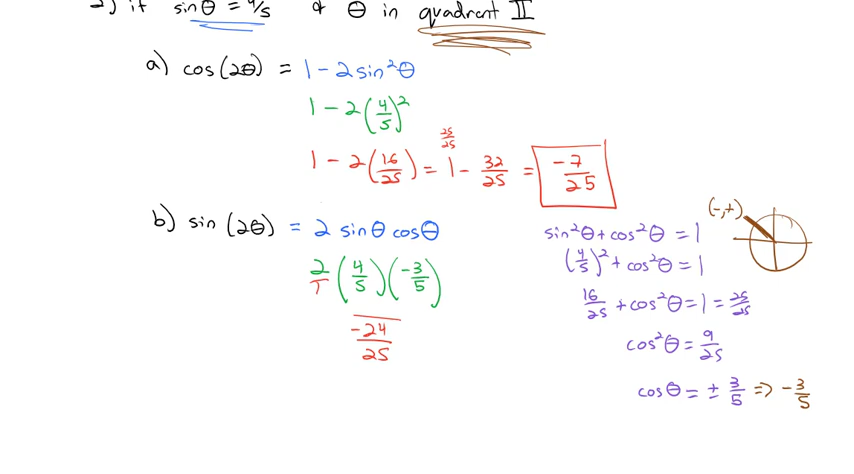 2) if sinθ = 4/5 & θ in quadrent II
a) cos(2θ) = 1 - 2sin²θ
1 - 2(4/5)²
1 - 2(16/25) = 1 25/25 - 32/25 = -7/25
b) sin(2θ) = 2 sinθ cosθ
2/1 (4/5)(-3/5)
-24/25
(-,+)
sin²θ + cos²θ = 1
(4/5)² + cos²θ = 1
16/25 + cos²θ = 1 = 25/25
cos²θ = 9/25
cosθ = ± 3/5 => -3/5